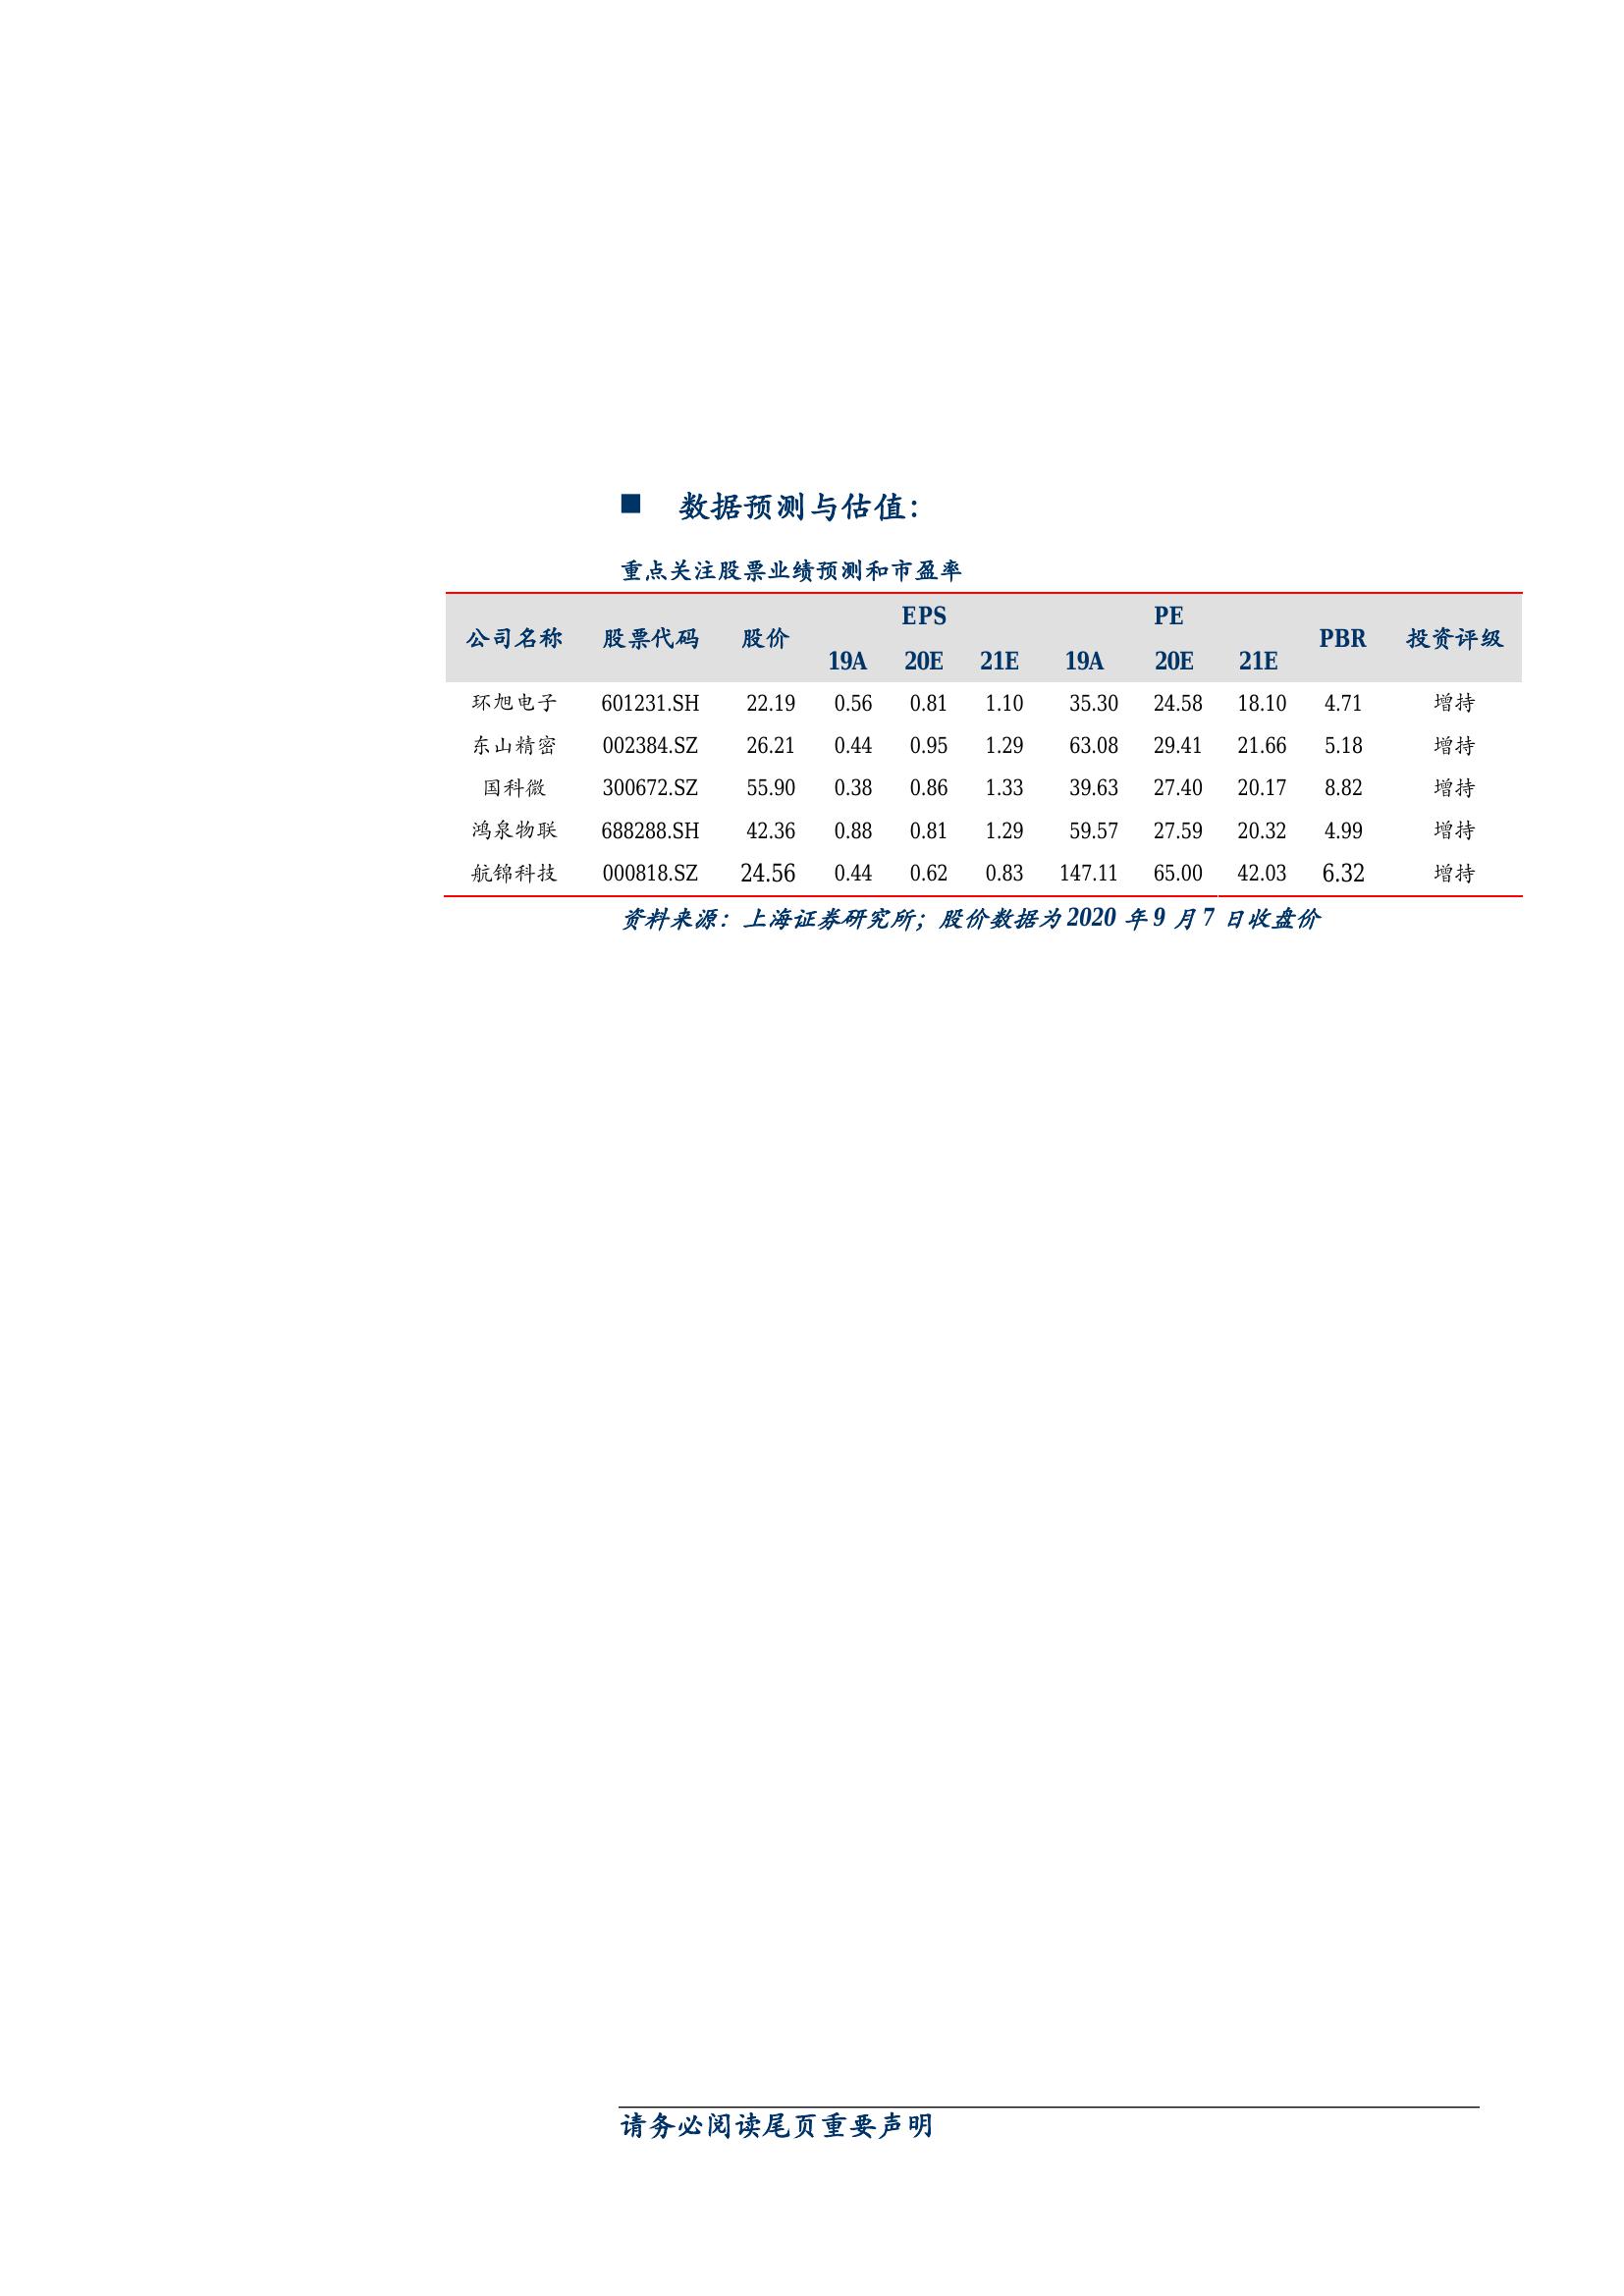 ■ 数据预测与估值：
重点关注股票业绩预测和市盈率
公司名称 股票代码 股价 EPS PE PBR 投资评级
19A 20E 21E 19A 20E 21E
环旭电子 601231.SH 22.19 0.56 0.81 1.10 35.30 24.58 18.10 4.71 增持
东山精密 002384.SZ 26.21 0.44 0.95 1.29 63.08 29.41 21.66 5.18 增持
国科微 300672.SZ 55.90 0.38 0.86 1.33 39.63 27.40 20.17 8.82 增持
鸿泉物联 688288.SH 42.36 0.88 0.81 1.29 59.57 27.59 20.32 4.99 增持
航锦科技 000818.SZ 24.56 0.44 0.62 0.83 147.11 65.00 42.03 6.32 增持
资料来源：上海证券研究所；股价数据为 2020 年 9 月 7 日收盘价
请务必阅读尾页重要声明